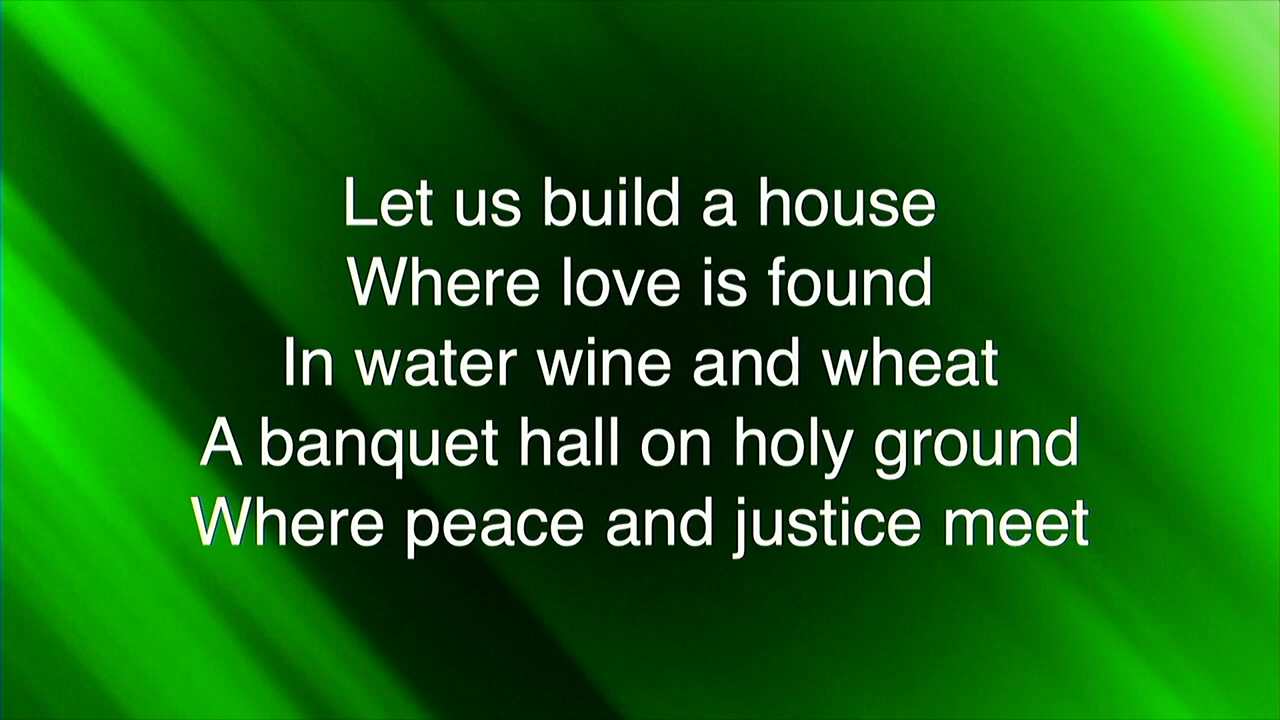 Let us build a house
Where love is found
In water wine and wheat
A banquet hall on holy ground
Where peace and justice meet